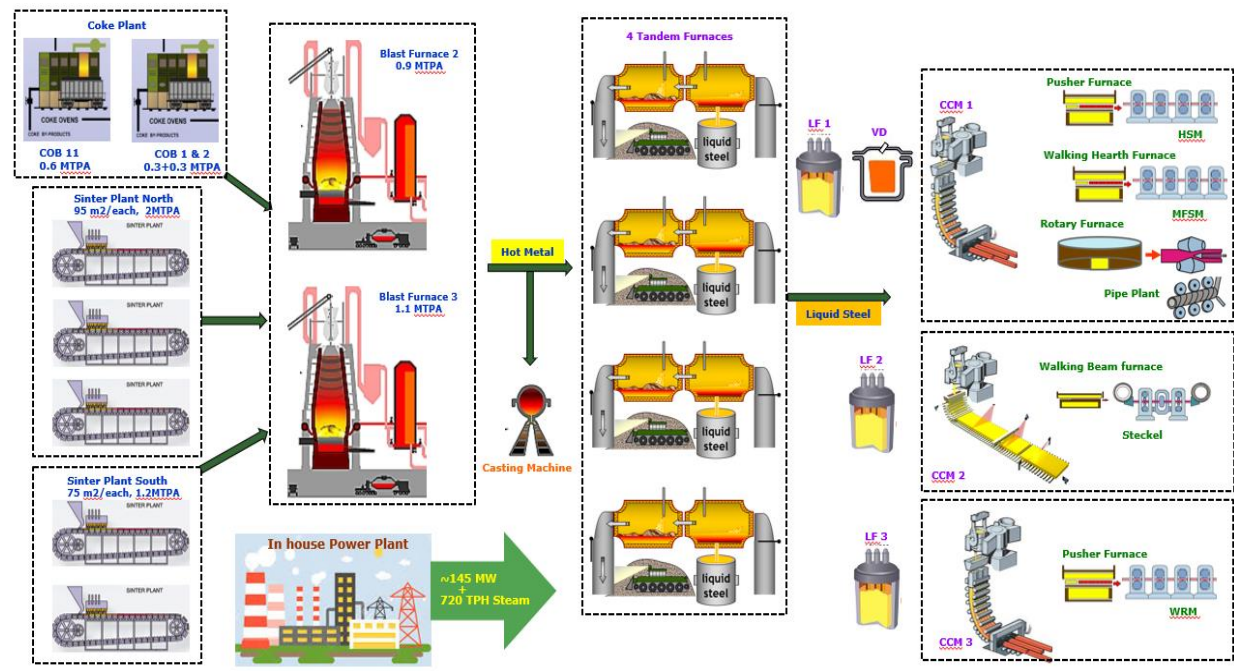 Coke Plant
COKE OVENS
COKE BY-PRODUCTS
COB 11
0.6 MTPA
COKE OVENS
COKE BY-PRODUCTS
COB 1 & 2
0.3+0.3 MTPA
Sinter Plant North
95 m2/each, 2MTPA
SINTER PLANT
SINTER PLANT
SINTER PLANT
Sinter Plant South
75 m2/each, 1.2MTPA
SINTER PLANT
SINTER PLANT
Blast Furnace 2
0.9 MTPA
Blast Furnace 3
1.1 MTPA
Hot Metal
Casting Machine
In house Power Plant
~145 MW
+
720 TPH Steam
4 Tandem Furnaces
liquid
steel
liquid
steel
liquid
steel
liquid
steel
LF 1
VD
Liquid Steel
LF 2
LF 3
CCM 1
Pusher Furnace
HSM
Walking Hearth Furnace
MFSM
Rotary Furnace
Pipe Plant
Walking Beam furnace
Steckel
CCM 2
Pusher Furnace
WRM
CCM 3